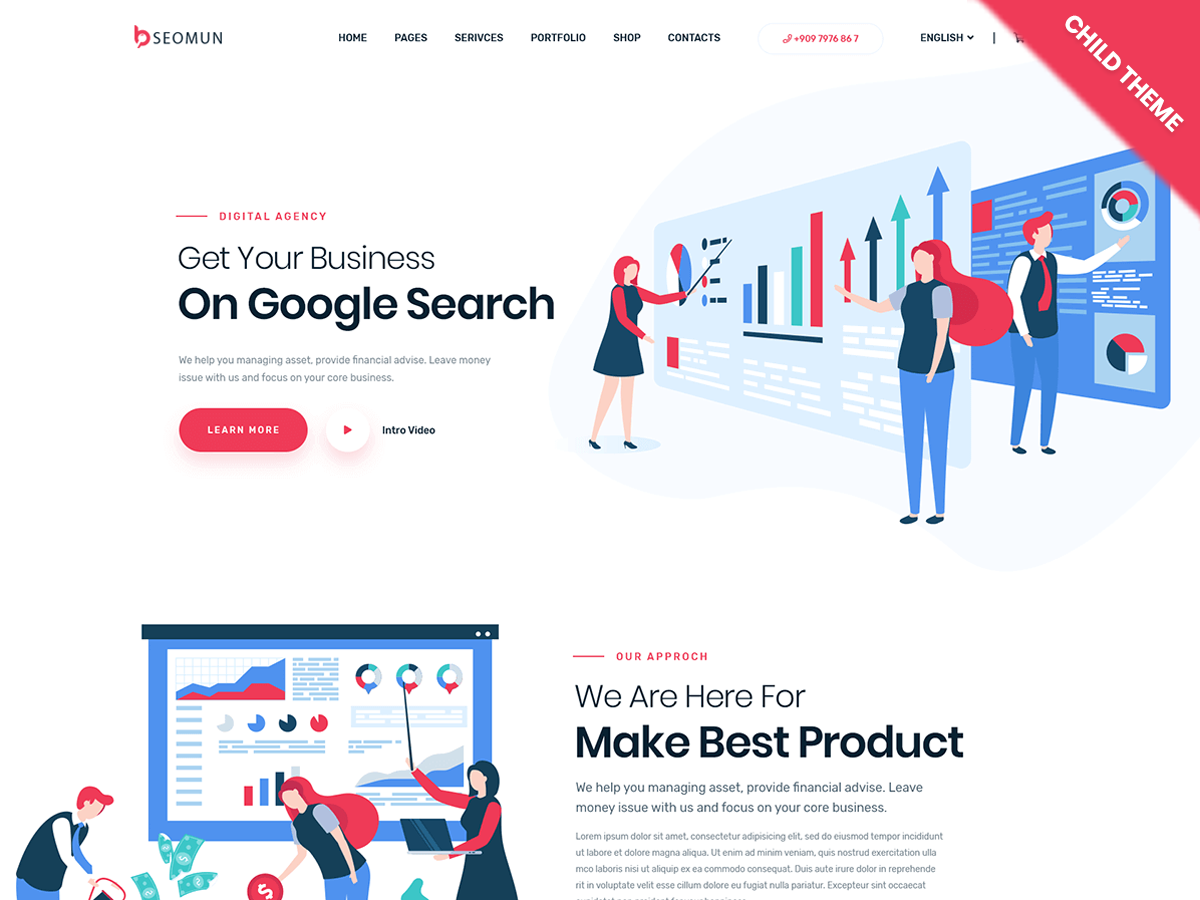 SEOMUN
HOME
PAGES
SERIVCES
PORTFOLIO
SHOP
CONTACTS
+909 7976 86 7
ENGLISH
CHILD THEME
DIGITAL AGENCY
Get Your Business
On Google Search
We help you managing asset, provide financial advise. Leave money
issue with us and focus on your core business.
LEARN MORE
Intro Video
OUR APPROCH
We Are Here For
Make Best Product
We help you managing asset, provide financial advise. Leave
money issue with us and focus on your core business.
Lorem ipsum dolor sit amet, consectetur adipisicing elit, sed do eiusmod tempor incididunt
ut labore et dolore magna aliqua. Ut enim ad minim veniam, quis nostrud exercitation ullam
mco laboris nisi ut aliquip ex ea commodo consequat. Duis aute irure dolor in reprehende
rit in voluptate velit esse cillum dolore eu fugiat nulla pariatur. Excepteur sint occaecat